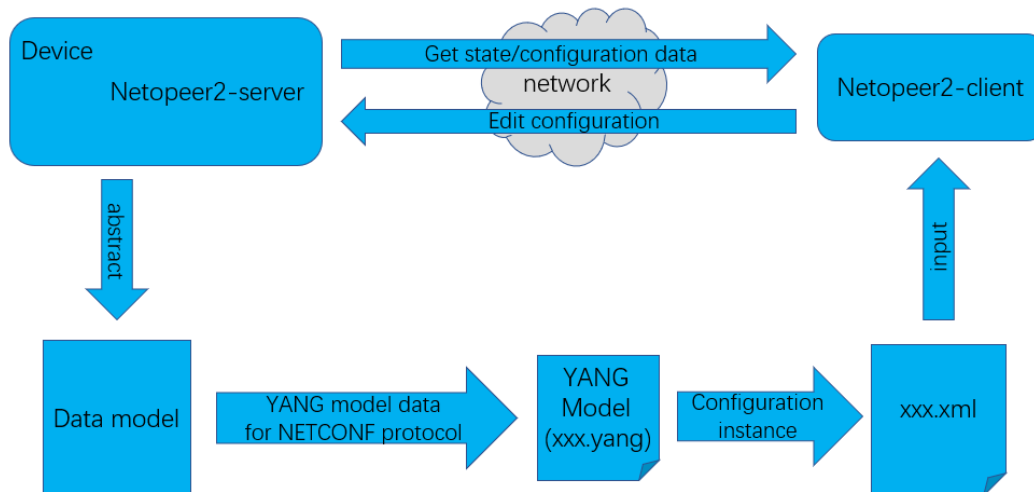 Device
Netopeer2-server
Get state/configuration data
network
Edit configuration
Netopeer2-client
abstract
input
Data model
YANG model data
for NETCONF protocol
YANG
Model
(xxx.yang)
Configuration
instance
xxx.xml